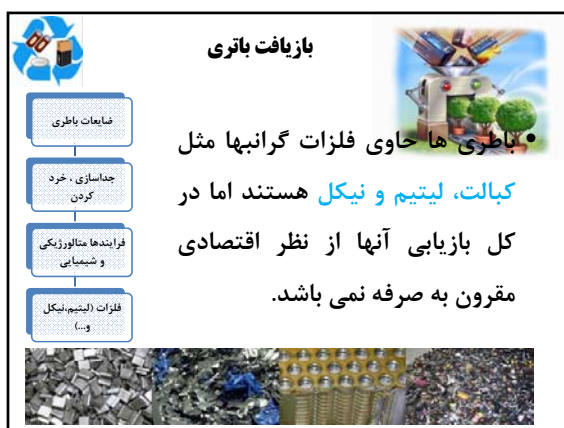 بازیافت باتری
• باطری ها حاوی فلزات گرانبها مثل
کبالت، لیتیم و نیکل هستند اما در
کل بازیابی آنها از نظر اقتصادی
مقرون به صرفه نمی باشد.
ضایعات باطری
جداسازی ، خرد
کردن
فرایندها متالورژیکی
و شیمیایی
فلزات (لیتیم،نیکل
و...)